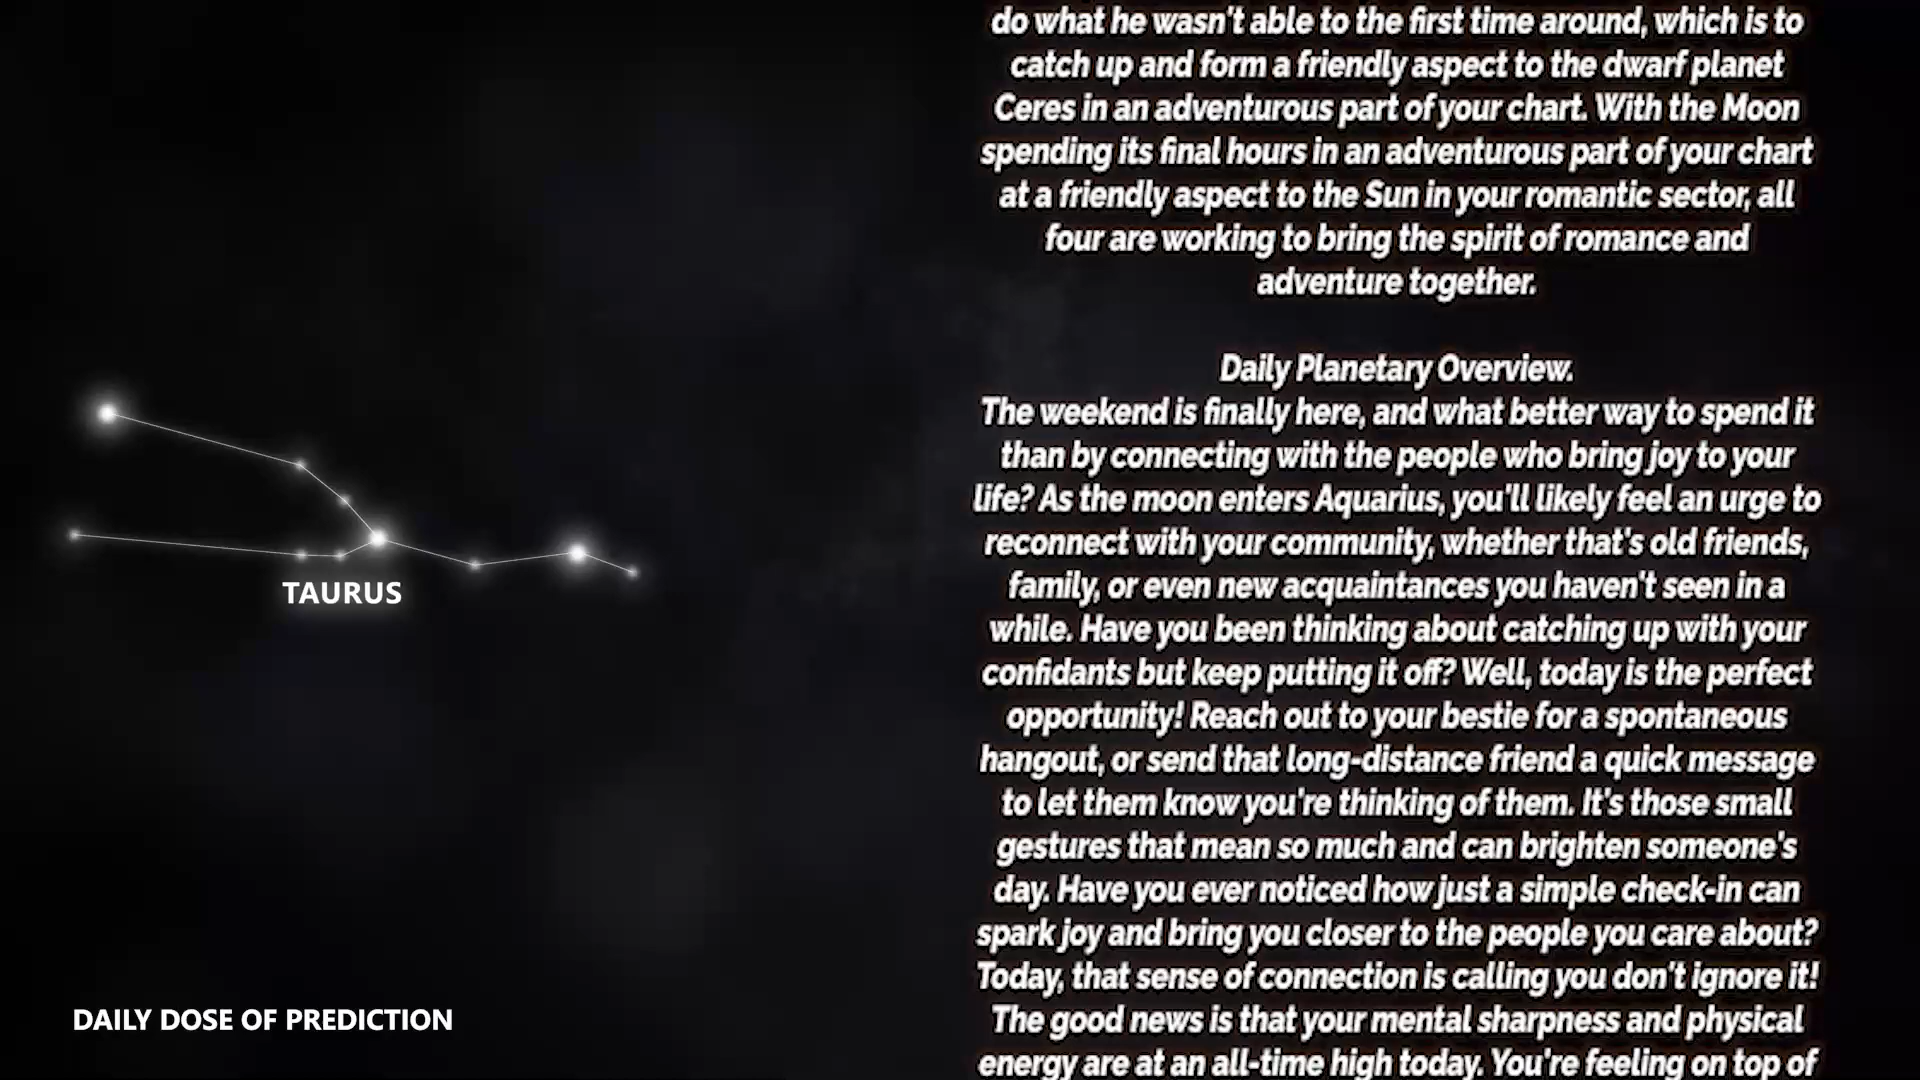 do what he wasn't able to the first time around, which is to
catch up and form a friendly aspect to the dwarf planet
Ceres in an adventurous part of your chart. With the Moon
spending its final hours in an adventurous part of your chart
at a friendly aspect to the Sun in your romantic sector, all
four are working to bring the spirit of romance and
adventure together.
Daily Planetary Overview.
The weekend is finally here, and what better way to spend it
than by connecting with the people who bring joy to your
life? As the moon enters Aquarius, you'll likely feel an urge to
reconnect with your community, whether that's old friends,
family, or even new acquaintances you haven't seen in a
while. Have you been thinking about catching up with your
confidants but keep putting it off? Well, today is the perfect
opportunity! Reach out to your bestie for a spontaneous
hangout, or send that long-distance friend a quick message
to let them know you're thinking of them. It's those small
gestures that mean so much and can brighten someone's
day. Have you ever noticed how just a simple check-in can
spark joy and bring you closer to the people you care about?
Today, that sense of connection is calling you don't ignore it!
The good news is that your mental sharpness and physical
energy are at an all-time high today. You're feeling on top of
TAURUS
DAILY DOSE OF PREDICTION